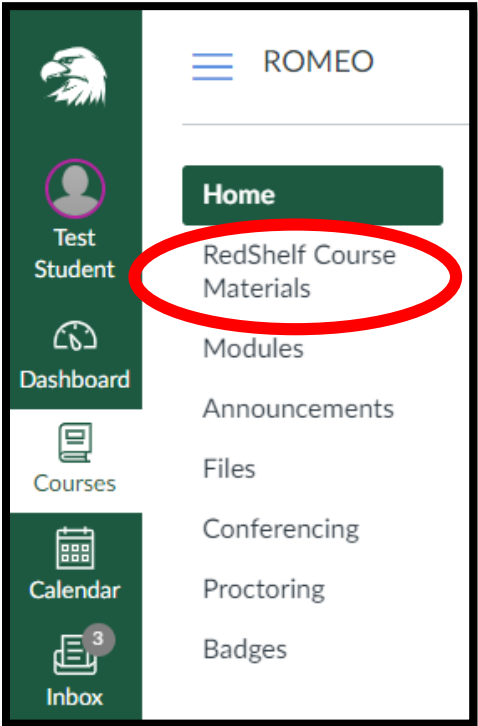 ROMEO
Test
Student
Dashboard
Courses
Calendar
3
Inbox
Home
RedShelf Course
Materials
Modules
Announcements
Files
Conferencing
Proctoring
Badges